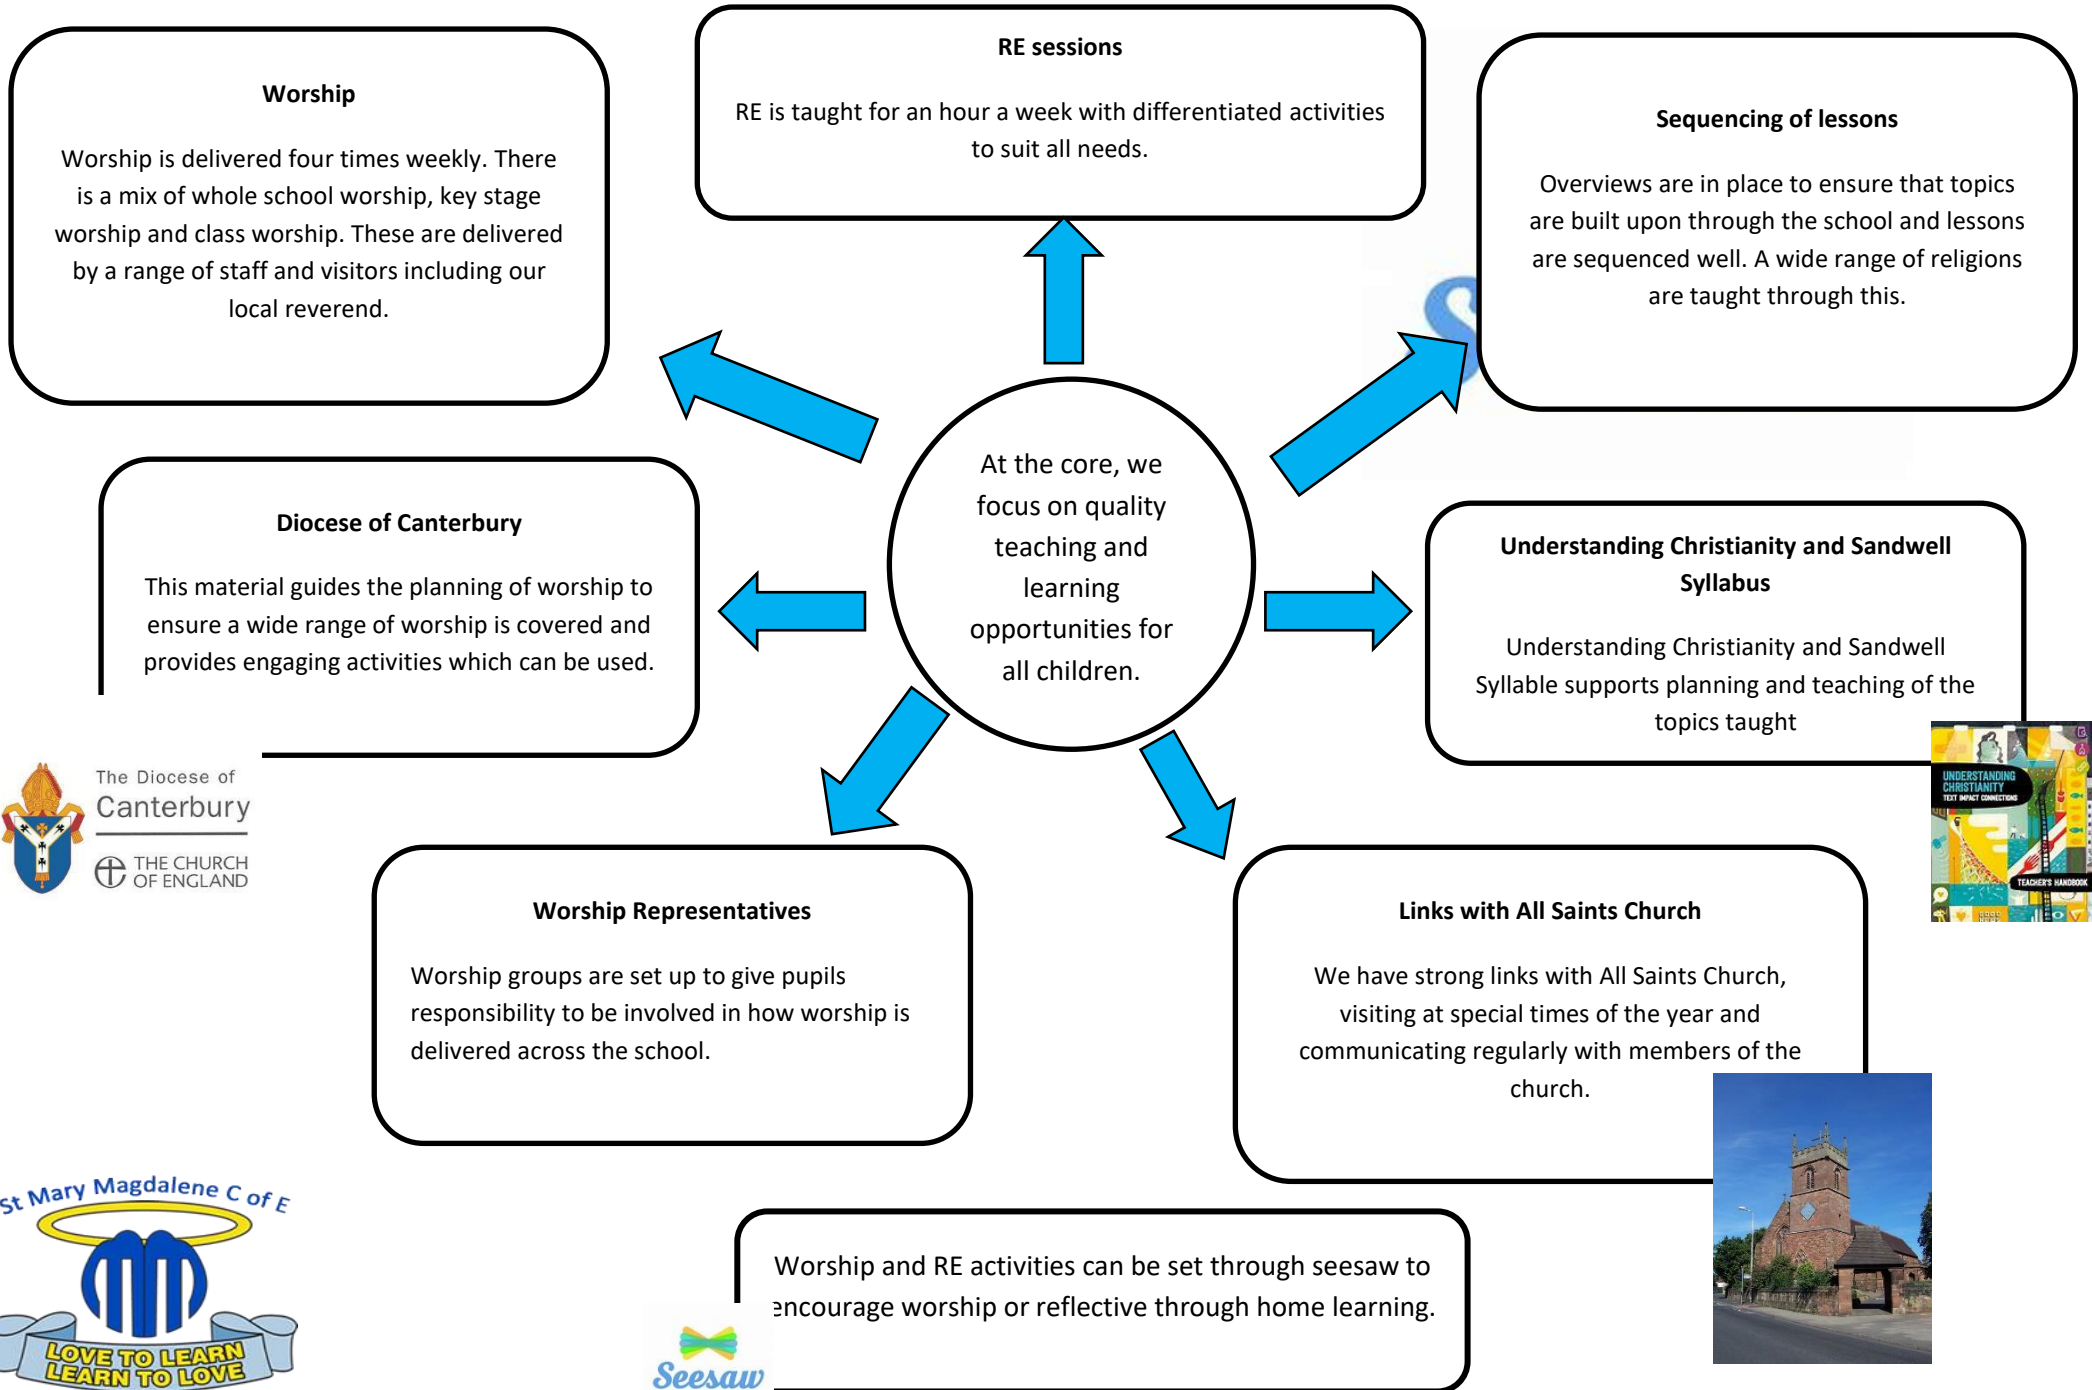 RE sessions
RE is taught for an hour a week with differentiated activities
to suit all needs.
Worship
Worship is delivered four times weekly. There
is a mix of whole school worship, key stage
worship and class worship. These are delivered
by a range of staff and visitors including our
local reverend.
Sequencing of lessons
Overviews are in place to ensure that topics
are built upon through the school and lessons
are sequenced well. A wide range of religions
are taught through this.
At the core, we
focus on quality
teaching and
learning
opportunities for
all children.
Diocese of Canterbury
This material guides the planning of worship to
ensure a wide range of worship is covered and
provides engaging activities which can be used.
Understanding Christianity and Sandwell
Syllabus
Understanding Christianity and Sandwell
Syllable supports planning and teaching of the
topics taught
UNDERSTANDING
CHRISTIANITY
TEXT IMPACT CONNECTIONS
TEACHER'S HANDBOOK
The Diocese of
Canterbury
THE CHURCH
OF ENGLAND
Worship Representatives
Worship groups are set up to give pupils
responsibility to be involved in how worship is
delivered across the school.
Links with All Saints Church
We have strong links with All Saints Church,
visiting at special times of the year and
communicating regularly with members of the
church.
St Mary Magdalene C of E
LOVE TO LEARN
LEARN TO LOVE
Worship and RE activities can be set through seesaw to
encourage worship or reflective through home learning.
Seesaw